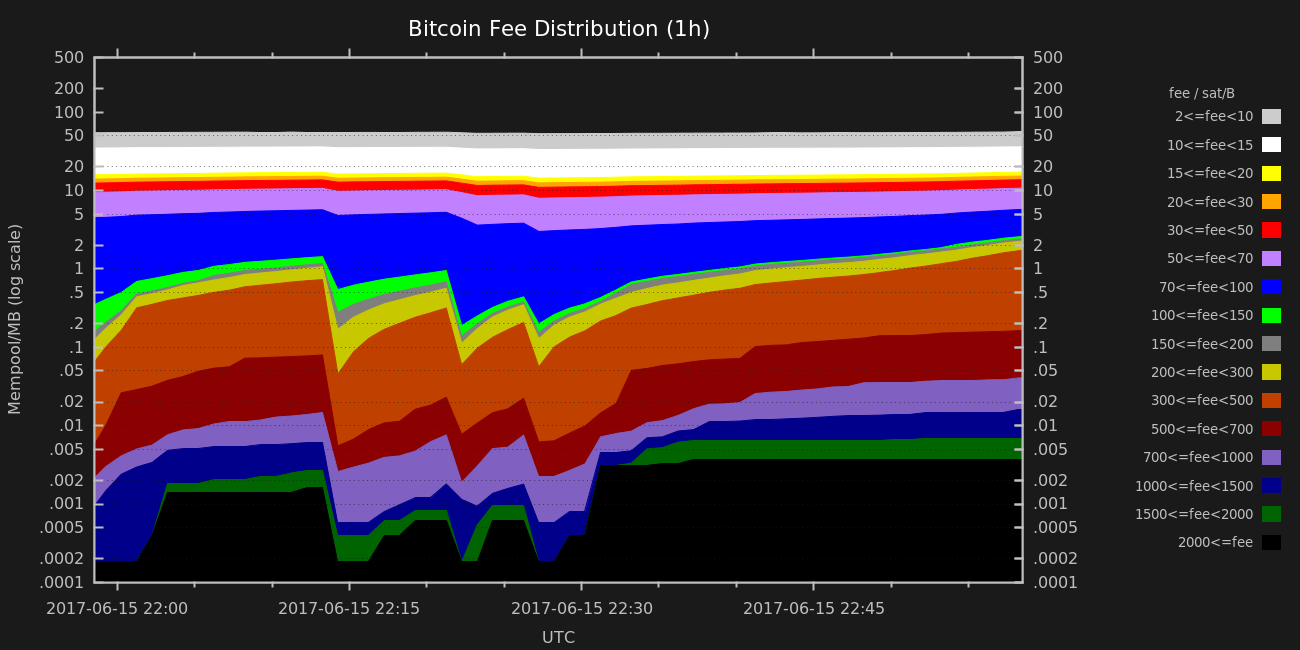 Bitcoin Fee Distribution (1h)
500 500
200 200
100 100
50 50
20 20
10 10
5 5
2 2
1 1
.5 .5
.2 .2
.1 .1
.05 .05
.02 .02
.01 .01
.005 .005
.002 .002
.001 .001
.0005 .0005
.0002 .0002
.0001 .0001
Mempool/MB (log scale)
2017-06-15 22:00 2017-06-15 22:15 2017-06-15 22:30 2017-06-15 22:45
UTC
fee / sat/B
2<=fee<10
10<=fee<15
15<=fee<20
20<=fee<30
30<=fee<50
50<=fee<70
70<=fee<100
100<=fee<150
150<=fee<200
200<=fee<300
300<=fee<500
500<=fee<700
700<=fee<1000
1000<=fee<1500
1500<=fee<2000
2000<=fee